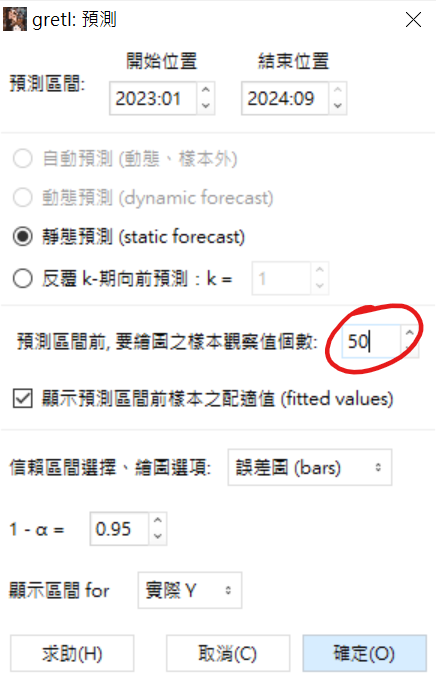 gretl: 預測
開始位置 結束位置
預測區間: 2023:01 2024:09
自動預測 (動態、樣本外)
動態預測 (dynamic forecast)
靜態預測 (static forecast)
反覆 k-期向前預測：k = 1
預測區間前, 要繪圖之樣本觀察值個數: 50
顯示預測區間前樣本之配適值 (fitted values)
信賴區間選擇、繪圖選項: 誤差圖 (bars)
1 - α = 0.95
顯示區間 for 實際 Y
求助(H) 取消(C) 確定(O)